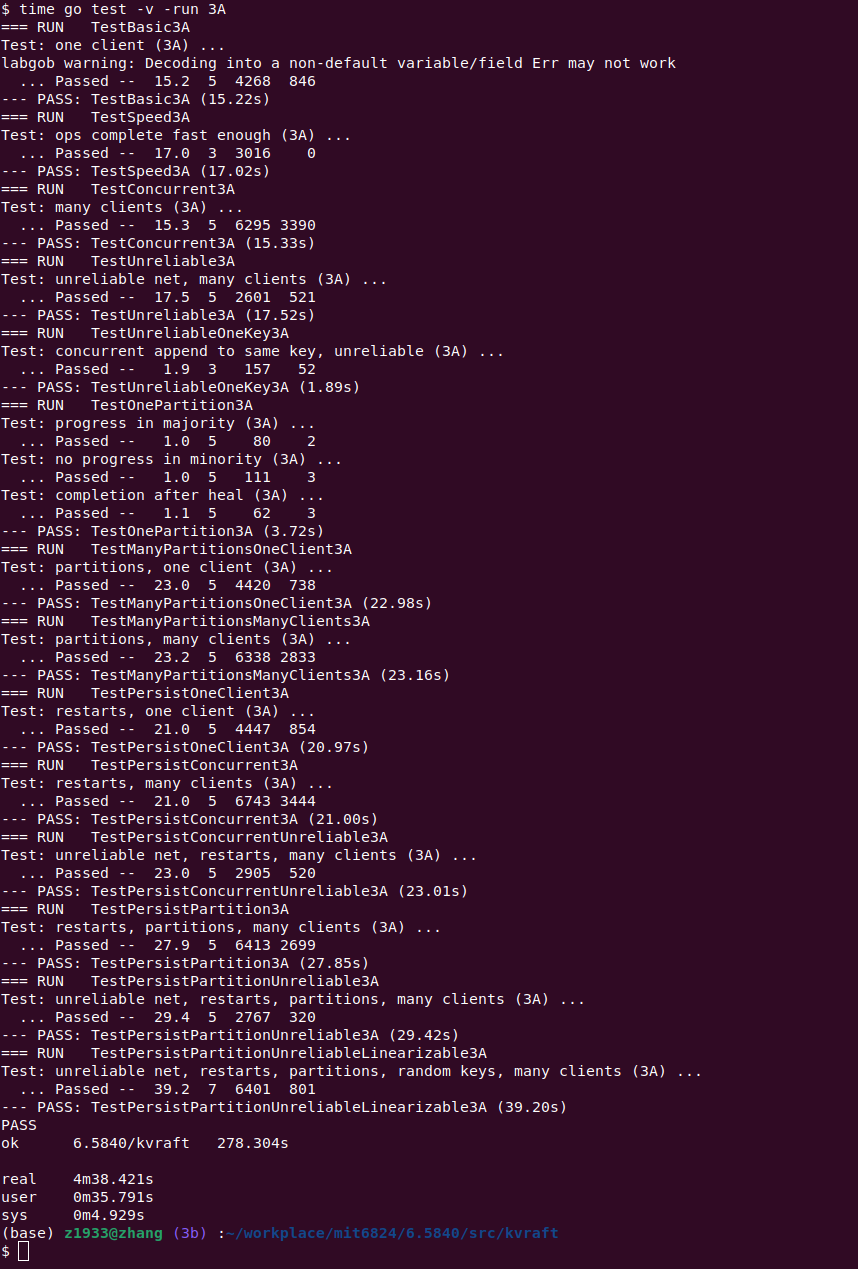 $ time go test -v -run 3A
=== RUN   TestBasic3A
Test: one client (3A) ...
labgob warning: Decoding into a non-default variable/field Err may not work
  ... Passed --  15.2  5  4268  846
--- PASS: TestBasic3A (15.22s)
=== RUN   TestSpeed3A
Test: ops complete fast enough (3A) ...
  ... Passed --  17.0  3  3016    0
--- PASS: TestSpeed3A (17.02s)
=== RUN   TestConcurrent3A
Test: many clients (3A) ...
  ... Passed --  15.3  5  6295 3390
--- PASS: TestConcurrent3A (15.33s)
=== RUN   TestUnreliable3A
Test: unreliable net, many clients (3A) ...
  ... Passed --  17.5  5  2601  521
--- PASS: TestUnreliable3A (17.52s)
=== RUN   TestUnreliableOneKey3A
Test: concurrent append to same key, unreliable (3A) ...
  ... Passed --   1.9  3   157   52
--- PASS: TestUnreliableOneKey3A (1.89s)
=== RUN   TestOnePartition3A
Test: progress in majority (3A) ...
  ... Passed --   1.0  5    80    2
Test: no progress in minority (3A) ...
  ... Passed --   1.0  5   111    3
Test: completion after heal (3A) ...
  ... Passed --   1.1  5    62    3
--- PASS: TestOnePartition3A (3.72s)
=== RUN   TestManyPartitionsOneClient3A
Test: partitions, one client (3A) ...
  ... Passed --  23.0  5  4420  738
--- PASS: TestManyPartitionsOneClient3A (22.98s)
=== RUN   TestManyPartitionsManyClients3A
Test: partitions, many clients (3A) ...
  ... Passed --  23.2  5  6338 2833
--- PASS: TestManyPartitionsManyClients3A (23.16s)
=== RUN   TestPersistOneClient3A
Test: restarts, one client (3A) ...
  ... Passed --  21.0  5  4447  854
--- PASS: TestPersistOneClient3A (20.97s)
=== RUN   TestPersistConcurrent3A
Test: restarts, many clients (3A) ...
  ... Passed --  21.0  5  6743 3444
--- PASS: TestPersistConcurrent3A (21.00s)
=== RUN   TestPersistConcurrentUnreliable3A
Test: unreliable net, restarts, many clients (3A) ...
  ... Passed --  23.0  5  2905  520
--- PASS: TestPersistConcurrentUnreliable3A (23.01s)
=== RUN   TestPersistPartition3A
Test: restarts, partitions, many clients (3A) ...
  ... Passed --  27.9  5  6413 2699
--- PASS: TestPersistPartition3A (27.85s)
=== RUN   TestPersistPartitionUnreliable3A
Test: unreliable net, restarts, partitions, many clients (3A) ...
  ... Passed --  29.4  5  2767  320
--- PASS: TestPersistPartitionUnreliable3A (29.42s)
=== RUN   TestPersistPartitionUnreliableLinearizable3A
Test: unreliable net, restarts, partitions, random keys, many clients (3A) ...
  ... Passed --  39.2  7  6401  801
--- PASS: TestPersistPartitionUnreliableLinearizable3A (39.20s)
PASS
ok      6.5840/kvraft   278.304s

real    4m38.421s
user    0m35.791s
sys     0m4.929s
(base) z1933@zhang (3b) :~/workplace/mit6824/6.5840/src/kvraft
$